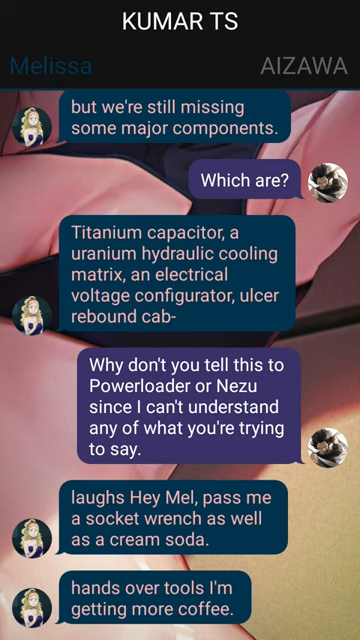 KUMAR TS
Melissa
AIZAWA
but we're still missing
some major components.
Which are?
Titanium capacitor, a
uranium hydraulic cooling
matrix, an electrical
voltage configurator, ulcer
rebound cab-
Why don't you tell this to
Powerloader or Nezu
since I can't understand
any of what you're trying
to say.
laughs Hey Mel, pass me
a socket wrench as well
as a cream soda.
hands over tools I'm
getting more coffee.